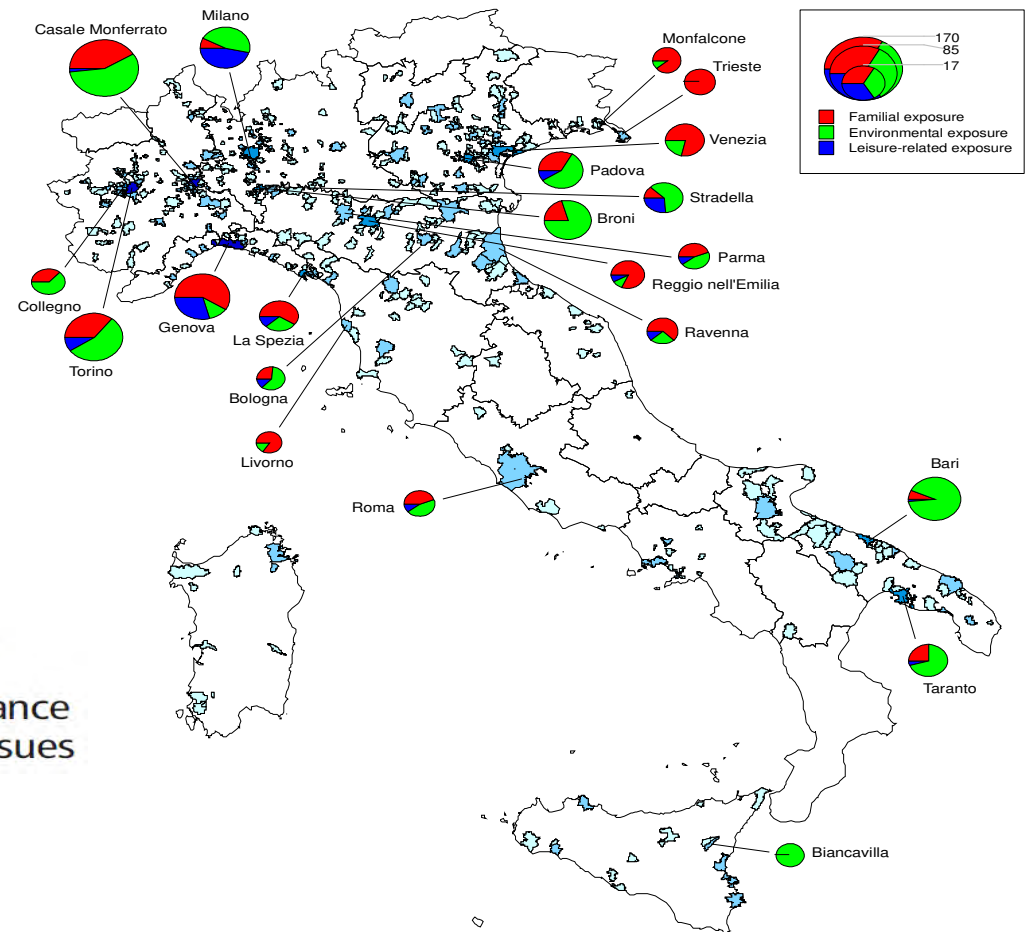 Casale Monferrato
Milano
Monfalcone
Trieste
Venezia
Padova
Stradella
Broni
Parma
Reggio nell'Emilia
Ravenna
Collegno
Torino
Genova
La Spezia
Bologna
Livorno
Roma
Bari
Taranto
Biancavilla
170
85
17
Familial exposure
Environmental exposure
Leisure-related exposure
ance
sues